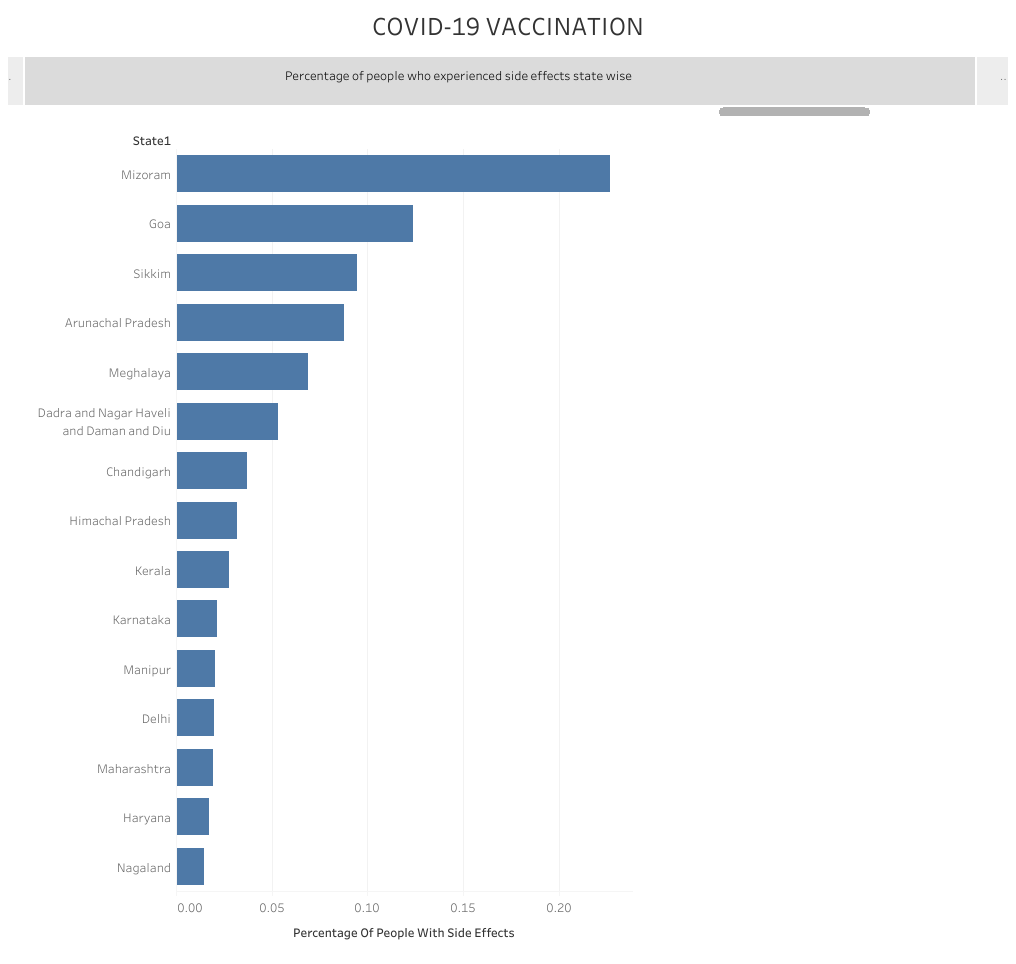 COVID-19 VACCINATION
.
Percentage of people who experienced side effects state wise
..
State1
Mizoram
Goa
Sikkim
Arunachal Pradesh
Meghalaya
Dadra and Nagar Haveli
and Daman and Diu
Chandigarh
Himachal Pradesh
Kerala
Karnataka
Manipur
Delhi
Maharashtra
Haryana
Nagaland
0.00 0.05 0.10 0.15 0.20
Percentage Of People With Side Effects